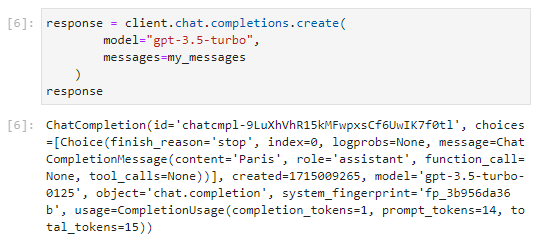 [6]: response = client.chat.completions.create(
        model="gpt-3.5-turbo",
        messages=my_messages
    )
response
[6]: ChatCompletion(id='chatcmpl-9LuXhVhR15kMFwpxsCf6UwIK7f0tl', choices
=[Choice(finish_reason='stop', index=0, logprobs=None, message=Chat
CompletionMessage(content='Paris', role='assistant', function_call=
None, tool_calls=None))], created=1715009265, model='gpt-3.5-turbo-
0125', object='chat.completion', system_fingerprint='fp_3b956da36
b', usage=CompletionUsage(completion_tokens=1, prompt_tokens=14, to
tal_tokens=15))